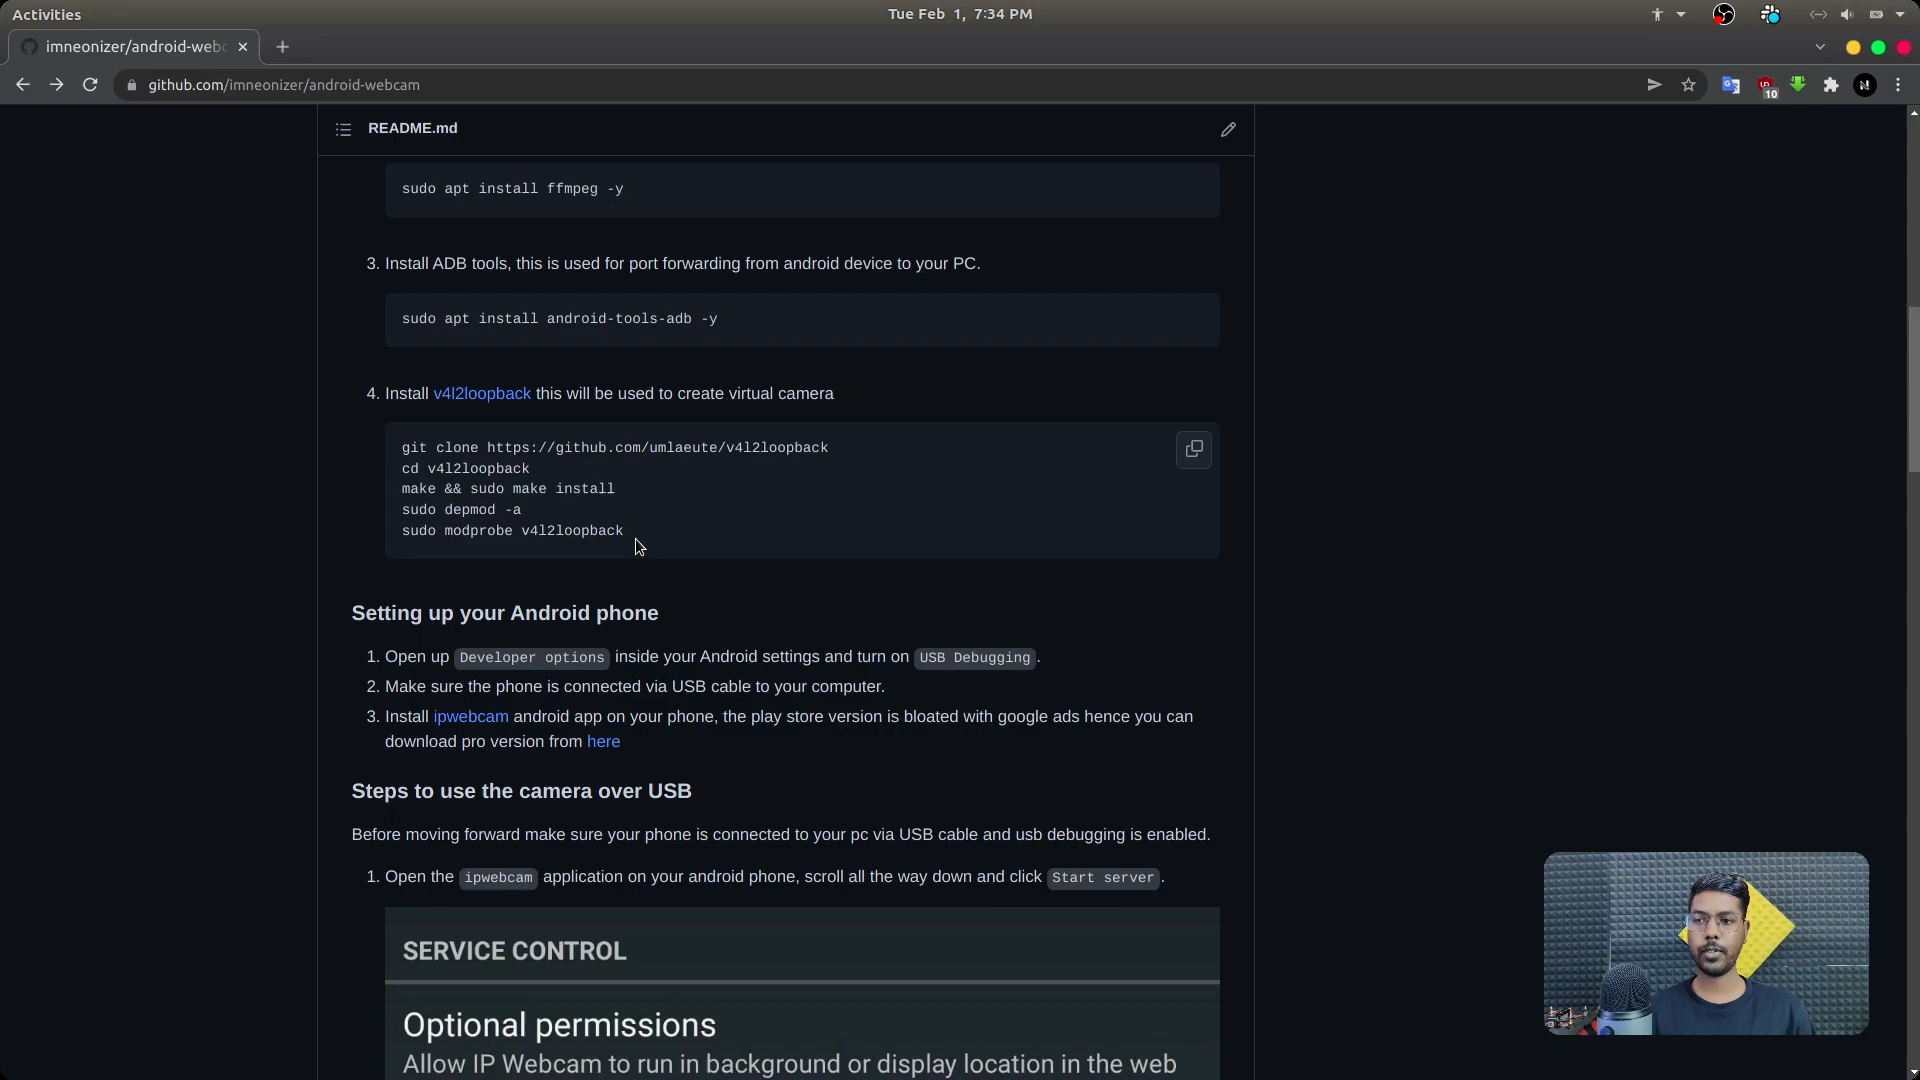 Activities
Tue Feb 1, 7:34 PM
imneonizer/android-webc
github.com/imneonizer/android-webcam
10
N
README.md
sudo apt install ffmpeg -y
3. Install ADB tools, this is used for port forwarding from android device to your PC.
sudo apt install android-tools-adb -y
4. Install v4l2loopback this will be used to create virtual camera
git clone https://github.com/umlaeute/v4l2loopback
cd v4l2loopback
make && sudo make install
sudo depmod -a
sudo modprobe v4l2loopback
Setting up your Android phone
1. Open up Developer options inside your Android settings and turn on USB Debugging.
2. Make sure the phone is connected via USB cable to your computer.
3. Install ipwebcam android app on your phone, the play store version is bloated with google ads hence you can
download pro version from here
Steps to use the camera over USB
Before moving forward make sure your phone is connected to your pc via USB cable and usb debugging is enabled.
1. Open the ipwebcam application on your android phone, scroll all the way down and click Start server.
SERVICE CONTROL
Optional permissions
Allow IP Webcam to run in background or display location in the web